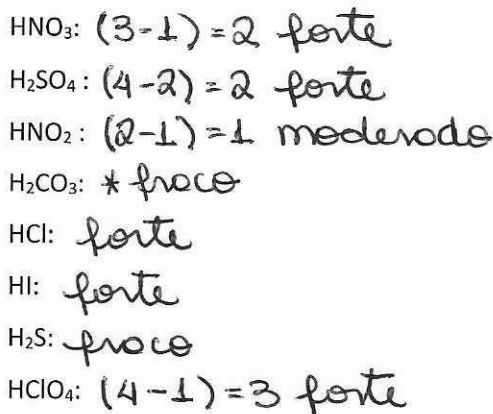 HNO₃: (3-1)=2 forte
H₂SO₄: (4-2)=2 forte
HNO₂: (2-1)=1 moderado
H₂CO₃: * fraco
HCl: forte
HI: forte
H₂S: fraco
HClO₄: (4-1)=3 forte